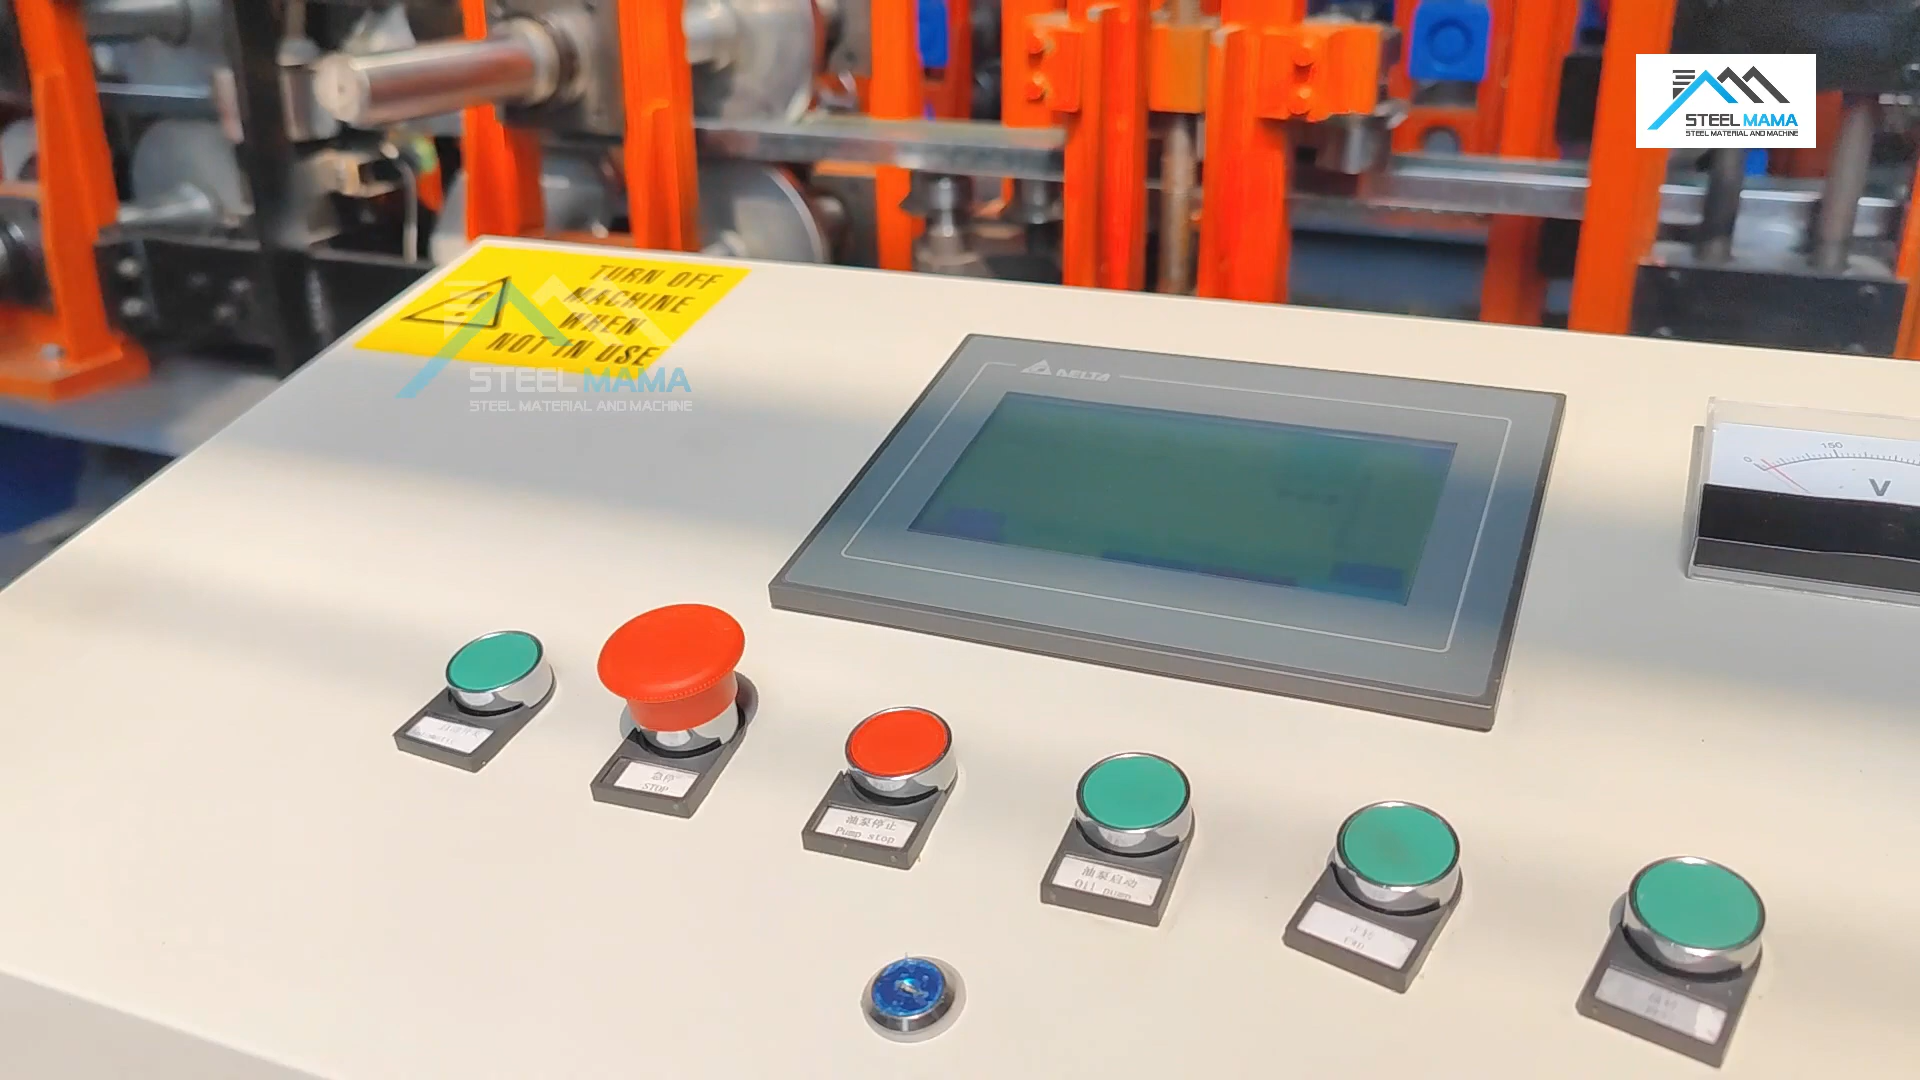 STEEL MAMA
STEEL MATERIAL AND MACHINE
TURN OFF
MACHINE
WHEN
NOT IN USE
STEEL MAMA
STEEL MATERIAL AND MACHINE
DELTA
0 150
V
急停
STOP
油泵停止
Pump stop
油泵启动
Oil pump